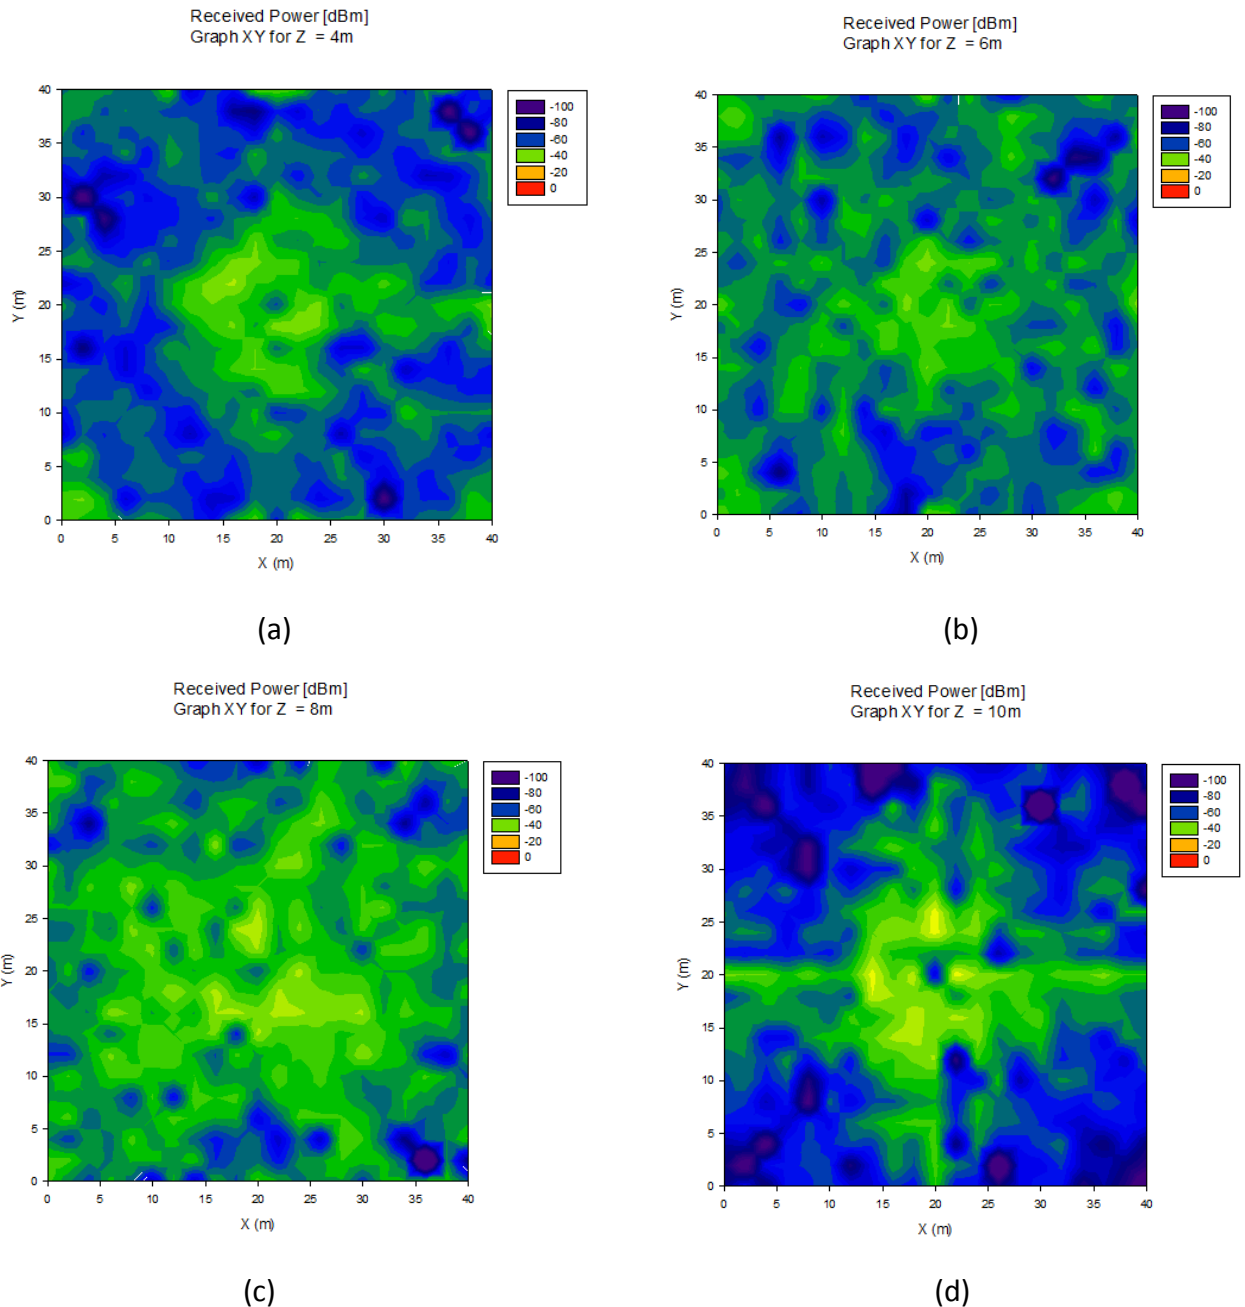 Received Power [dBm]
Graph XY for Z = 4m
40
35
30
25
20
15
10
5
0
Y (m)
0 5 10 15 20 25 30 35 40
X (m)
-100
-80
-60
-40
-20
0
(a)
Received Power [dBm]
Graph XY for Z = 6m
40
35
30
25
20
15
10
5
0
Y (m)
0 5 10 15 20 25 30 35 40
X (m)
-100
-80
-60
-40
-20
0
(b)
Received Power [dBm]
Graph XY for Z = 8m
40
35
30
25
20
15
10
5
0
Y (m)
0 5 10 15 20 25 30 35 40
X (m)
-100
-80
-60
-40
-20
0
(c)
Received Power [dBm]
Graph XY for Z = 10m
40
35
30
25
20
15
10
5
0
Y (m)
0 5 10 15 20 25 30 35 40
X (m)
-100
-80
-60
-40
-20
0
(d)